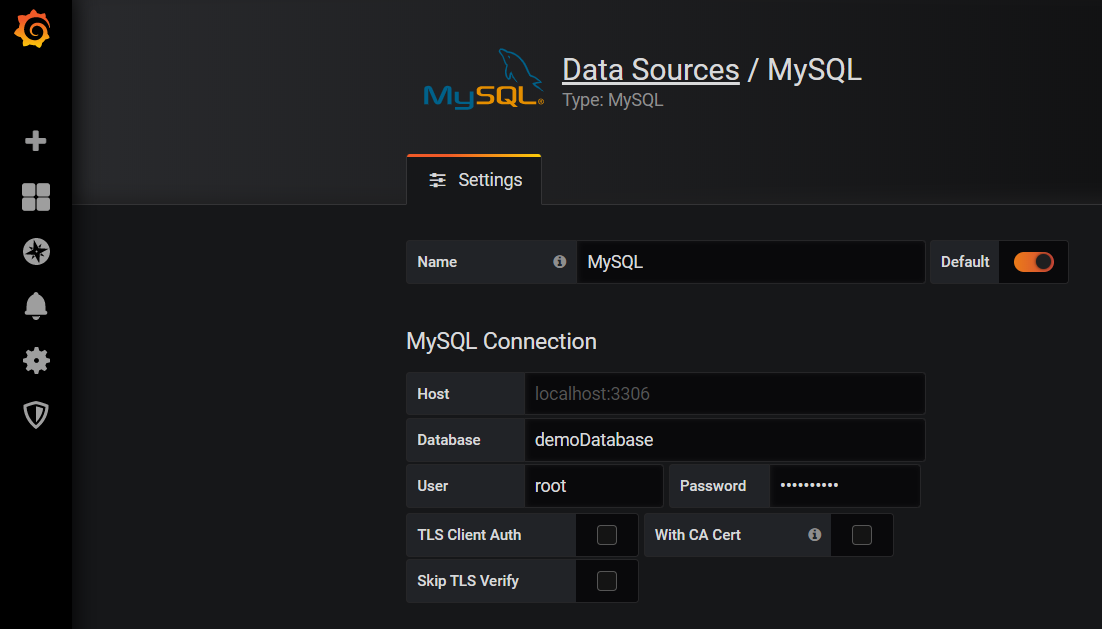 MySQL®
Data Sources / MySQL
Type: MySQL
Settings
Name MySQL Default
MySQL Connection
Host localhost:3306
Database demoDatabase
User root Password ••••••••••
TLS Client Auth With CA Cert
Skip TLS Verify